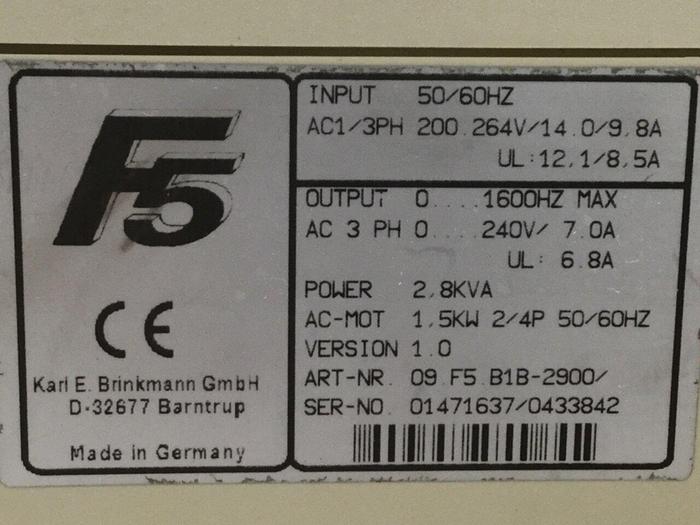 F5
CE
Karl E. Brinkmann GmbH
D-32677 Barntrup
Made in Germany
INPUT 50/60HZ
AC1/3PH 200.264V/14.0/9,8A
UL:12,1/8,5A
OUTPUT 0....1600HZ MAX
AC 3 PH 0....240V/ 7.0A
UL: 6.8A
POWER 2,8KVA
AC-MOT 1,5KW 2/4P 50/60HZ
VERSION 1.0
ART-NR. 09.F5.B1B-2900/
SER-NO. 01471637/0433842